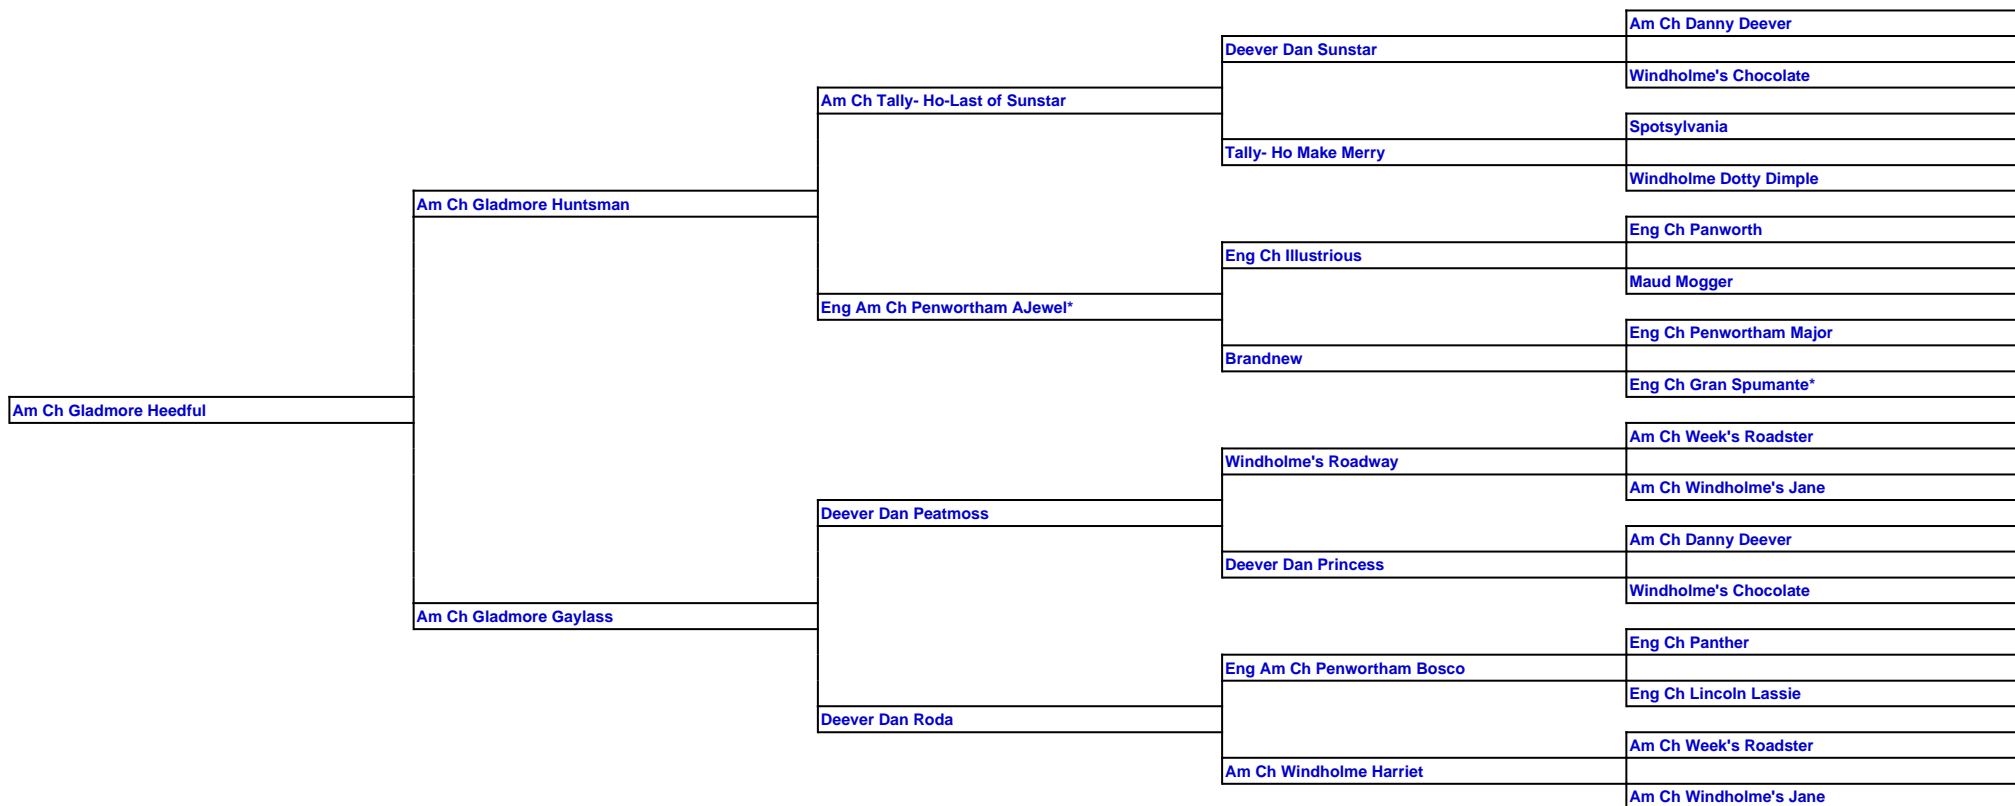 Am Ch Danny Deever
Deever Dan Sunstar
Windholme's Chocolate
Am Ch Tally- Ho-Last of Sunstar
Spotsylvania
Tally- Ho Make Merry
Windholme Dotty Dimple
Am Ch Gladmore Huntsman
Eng Ch Panworth
Eng Ch Illustrious
Maud Mogger
Eng Am Ch Penwortham AJewel*
Eng Ch Penwortham Major
Brandnew
Eng Ch Gran Spumante*
Am Ch Gladmore Heedful
Am Ch Week's Roadster
Windholme's Roadway
Am Ch Windholme's Jane
Deever Dan Peatmoss
Am Ch Danny Deever
Deever Dan Princess
Windholme's Chocolate
Am Ch Gladmore Gaylass
Eng Ch Panther
Eng Am Ch Penwortham Bosco
Eng Ch Lincoln Lassie
Deever Dan Roda
Am Ch Week's Roadster
Am Ch Windholme Harriet
Am Ch Windholme's Jane